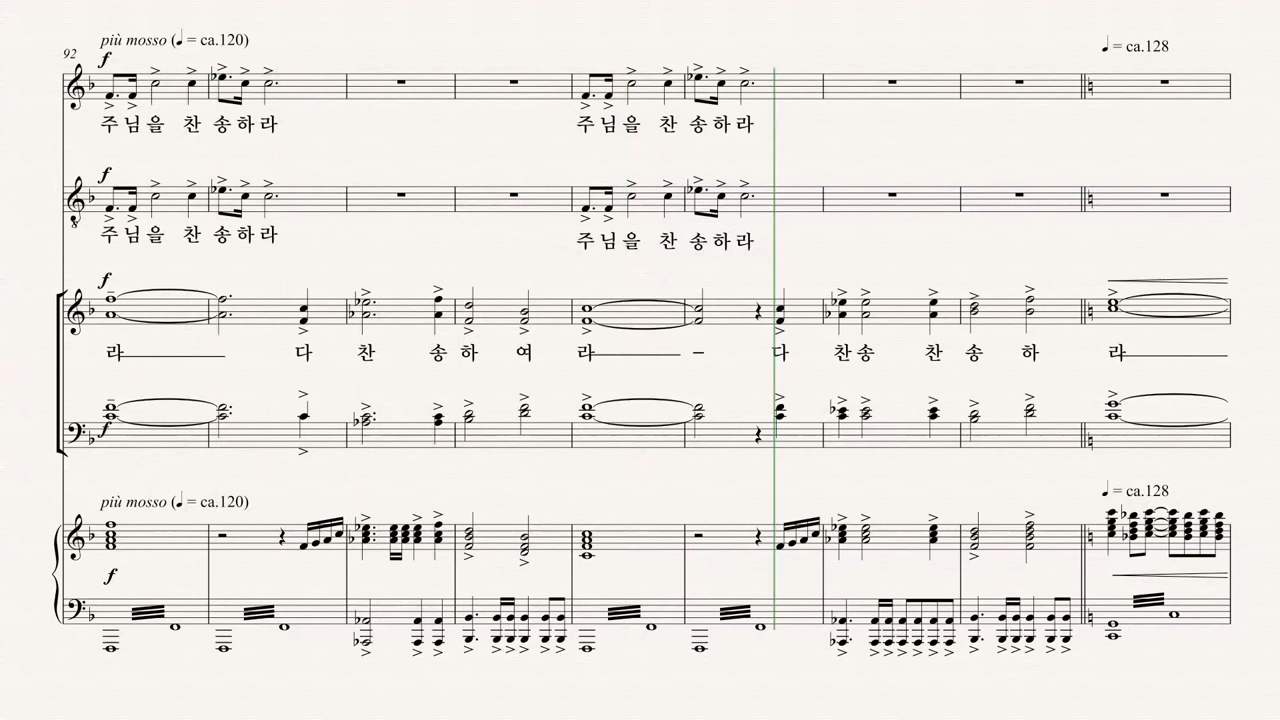 più mosso (♩ = ca.120)
♩ = ca.128
92
f
주 님 을 찬 송 하 라 주 님 을 찬 송 하 라
f
주 님 을 찬 송 하 라 주 님 을 찬 송 하 라
f
라 다 찬 송 하 여 라 다 찬 송 찬 송 하 라
f
più mosso (♩ = ca.120)
♩ = ca.128
f